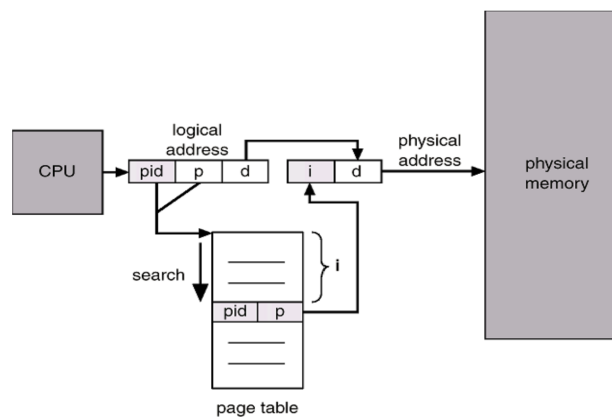 logical
address
physical
address
CPU
pid p d
i d
physical
memory
search
i
pid p
page table